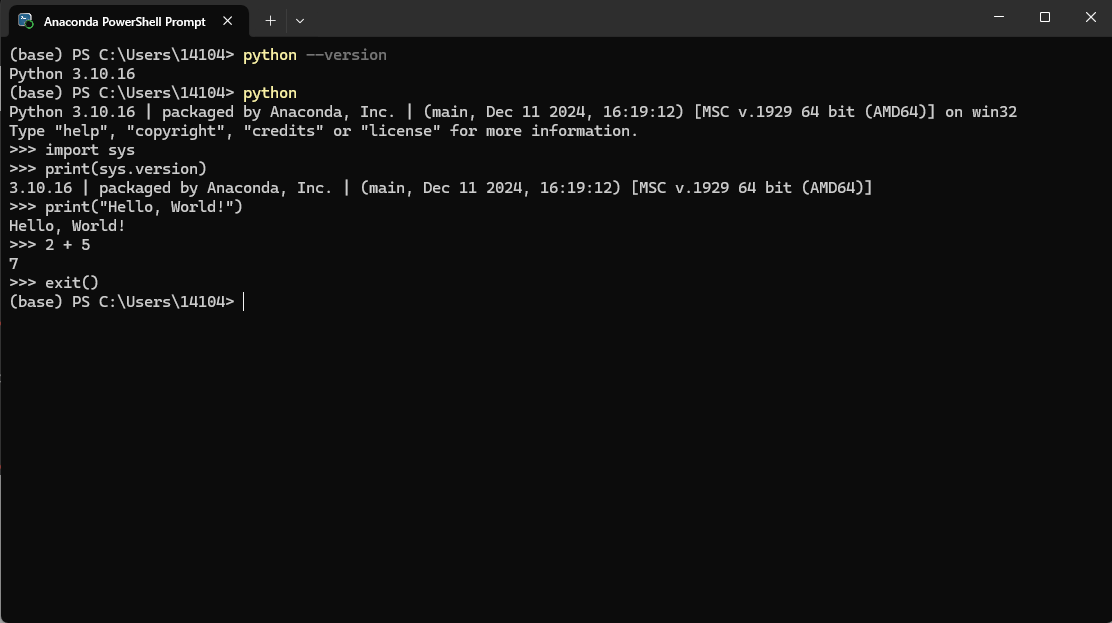 Anaconda PowerShell Prompt
(base) PS C:\Users\14104> python --version
Python 3.10.16
(base) PS C:\Users\14104> python
Python 3.10.16 | packaged by Anaconda, Inc. | (main, Dec 11 2024, 16:19:12) [MSC v.1929 64 bit (AMD64)] on win32
Type "help", "copyright", "credits" or "license" for more information.
>>> import sys
>>> print(sys.version)
3.10.16 | packaged by Anaconda, Inc. | (main, Dec 11 2024, 16:19:12) [MSC v.1929 64 bit (AMD64)]
>>> print("Hello, World!")
Hello, World!
>>> 2 + 5
7
>>> exit()
(base) PS C:\Users\14104>